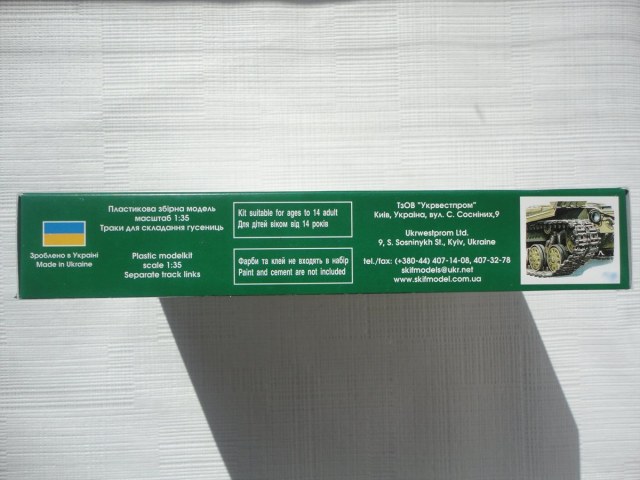 Зроблено в Україні
Made in Ukraine
Пластикова збірна модель
масштаб 1:35
Траки для складання гусениць
Plastic modelkit
scale 1:35
Separate track links
Kit suitable for ages to 14 adult
Для дітей віком від 14 років
Фарби та клей не входять в набір
Paint and cement are not included
ТзОВ "Укрвестпром"
Київ, Україна, вул. С. Сосніних,9
Ukrwestprom Ltd.
9, S. Sosninykh St., Kyiv, Ukraine
tel./fax: (+380-44) 407-14-08, 407-32-78
skifmodels@ukr.net
www.skifmodel.com.ua